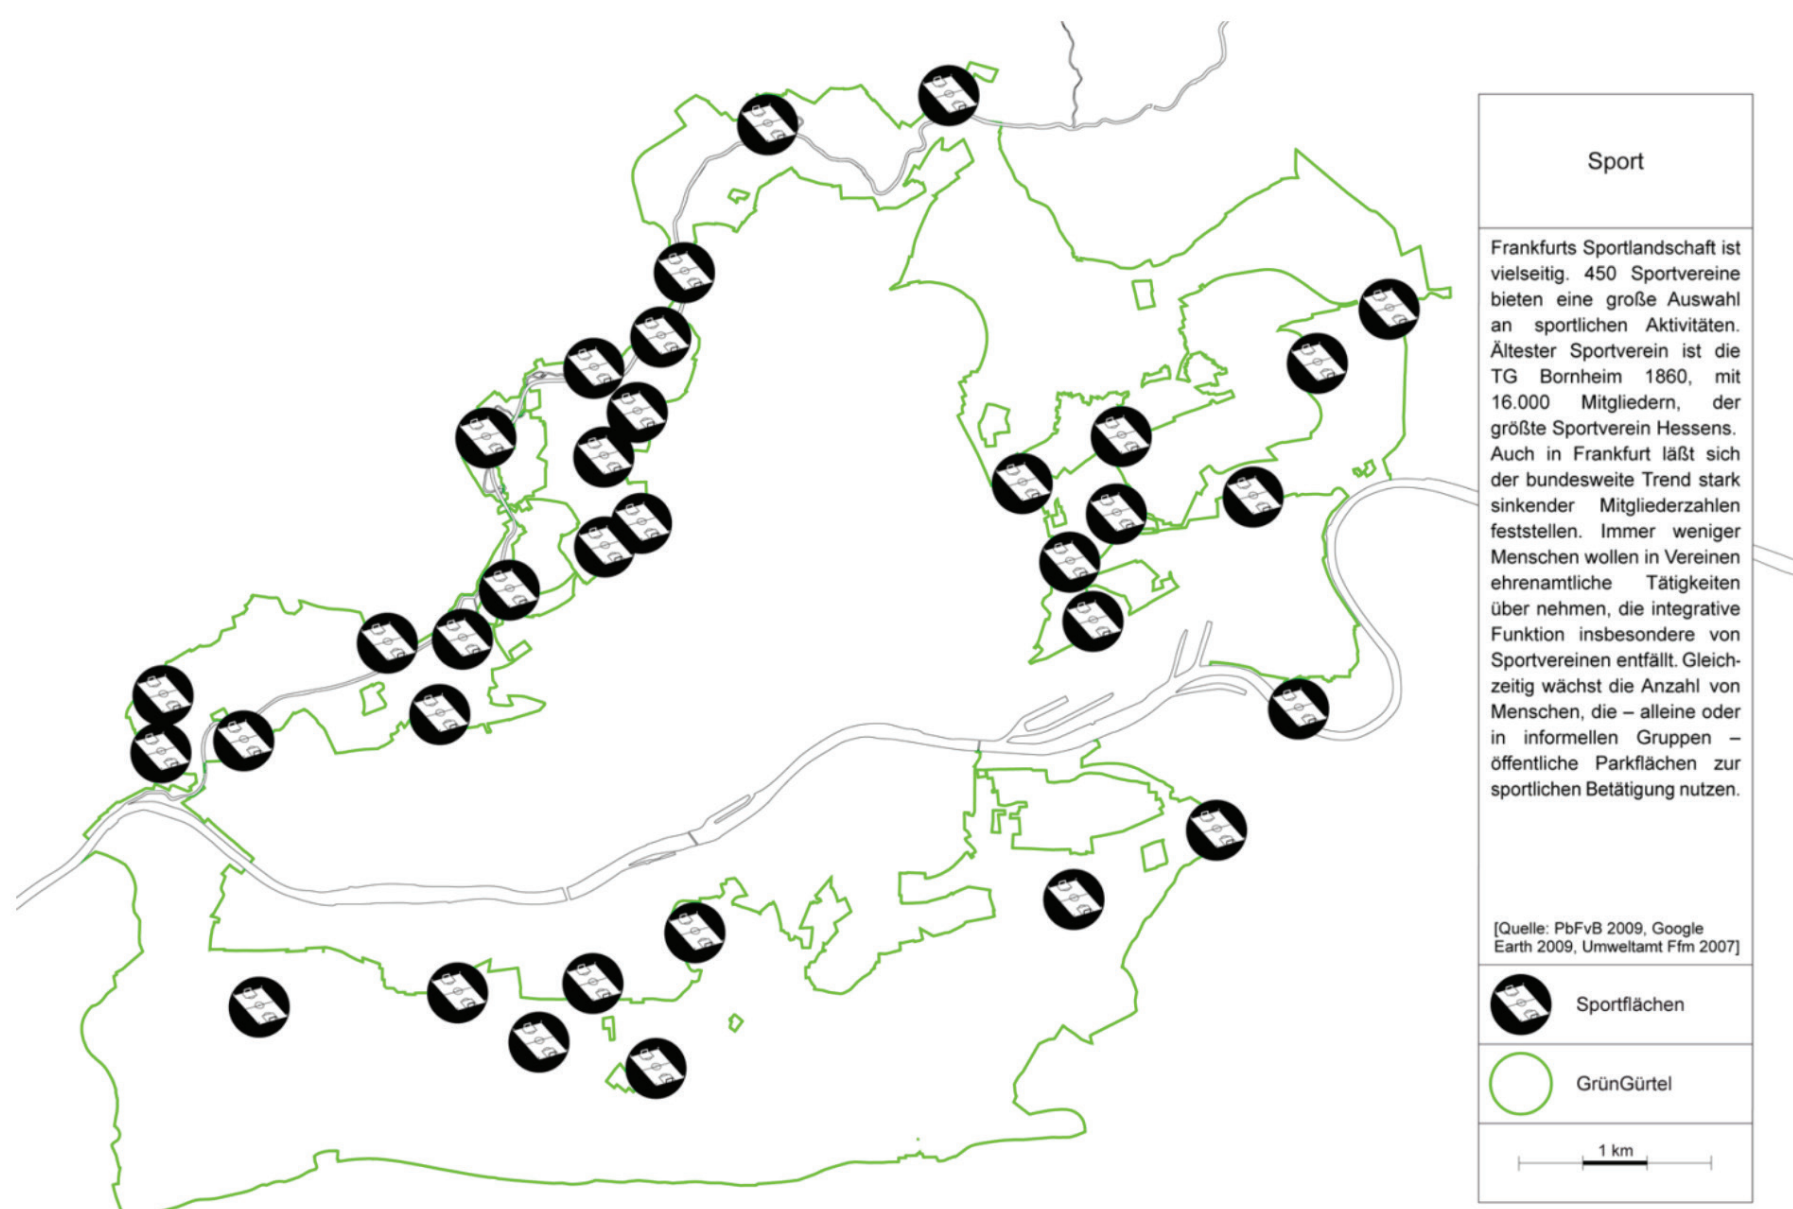 Sport
Frankfurts Sportlandschaft ist
vielseitig. 450 Sportvereine
bieten eine große Auswahl
an sportlichen Aktivitäten.
Ältester Sportverein ist die
TG Bornheim 1860, mit
16.000 Mitgliedern, der
größte Sportverein Hessens.
Auch in Frankfurt läßt sich
der bundesweite Trend stark
sinkender Mitgliederzahlen
feststellen. Immer weniger
Menschen wollen in Vereinen
ehrenamtliche Tätigkeiten
über nehmen, die integrative
Funktion insbesondere von
Sportvereinen entfällt. Gleich-
zeitig wächst die Anzahl von
Menschen, die – alleine oder
in informellen Gruppen –
öffentliche Parkflächen zur
sportlichen Betätigung nutzen.
[Quelle: PbFvB 2009, Google
Earth 2009, Umweltamt Ffm 2007]
Sportflächen
GrünGürtel
1 km